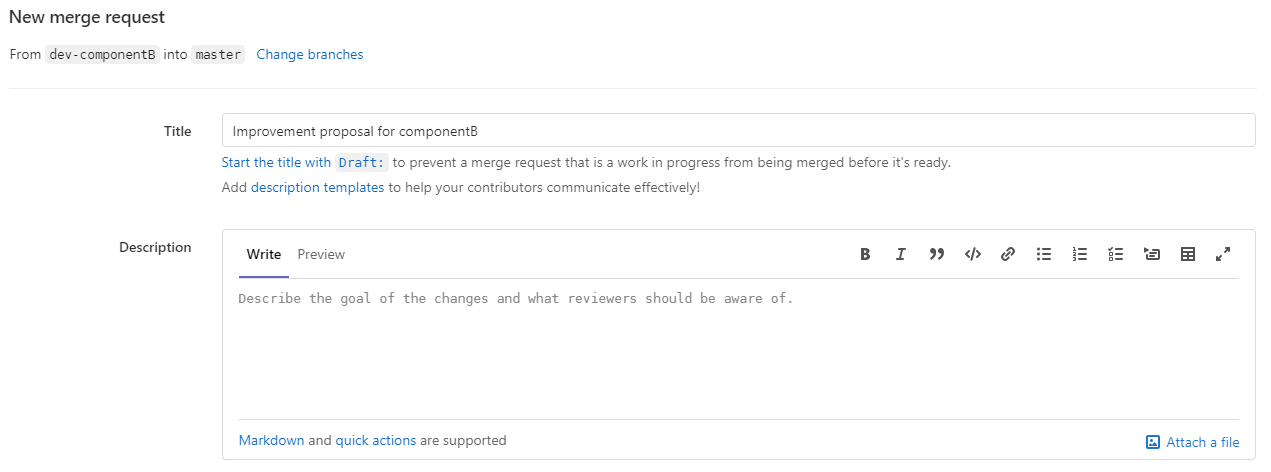 New merge request
From dev-componentB into master Change branches
Title
Improvement proposal for componentB
Start the title with Draft: to prevent a merge request that is a work in progress from being merged before it's ready.
Add description templates to help your contributors communicate effectively!
Description
Write Preview
Describe the goal of the changes and what reviewers should be aware of.
Markdown and quick actions are supported
Attach a file